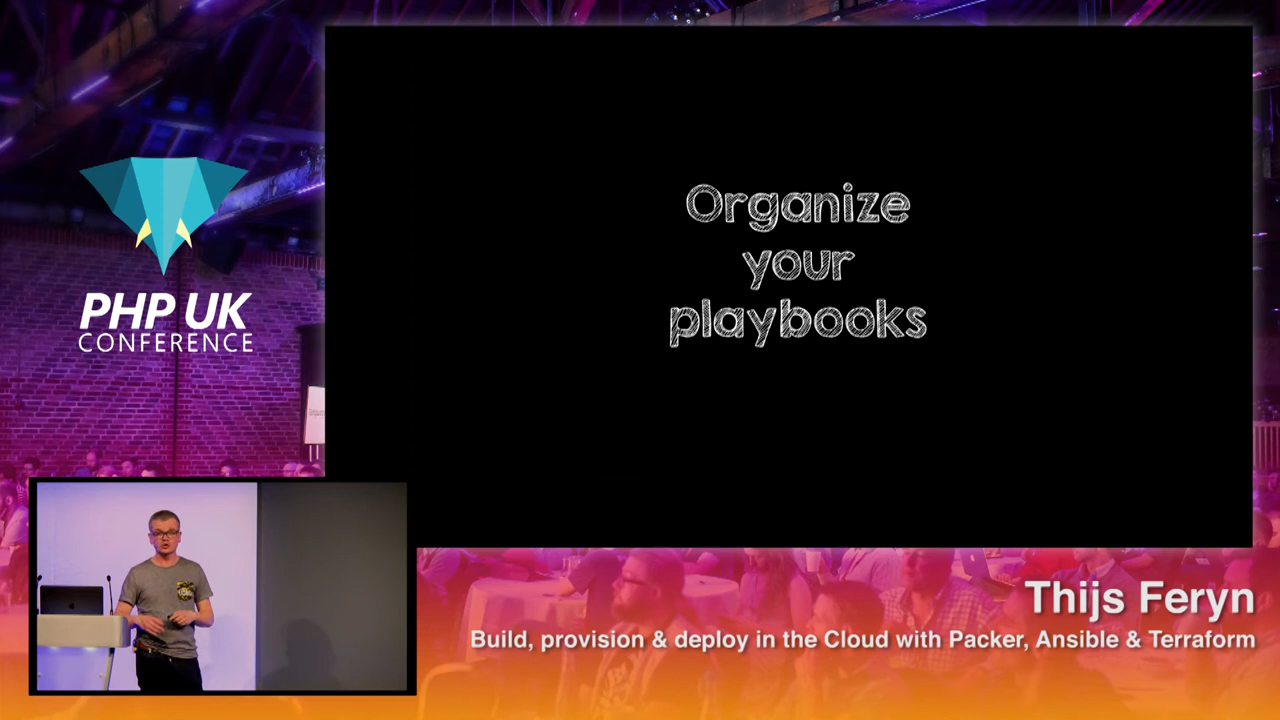 PHP UK
CONFERENCE
Organize
your
playbooks
Thijs Feryn
Build, provision & deploy in the Cloud with Packer, Ansible & Terraform